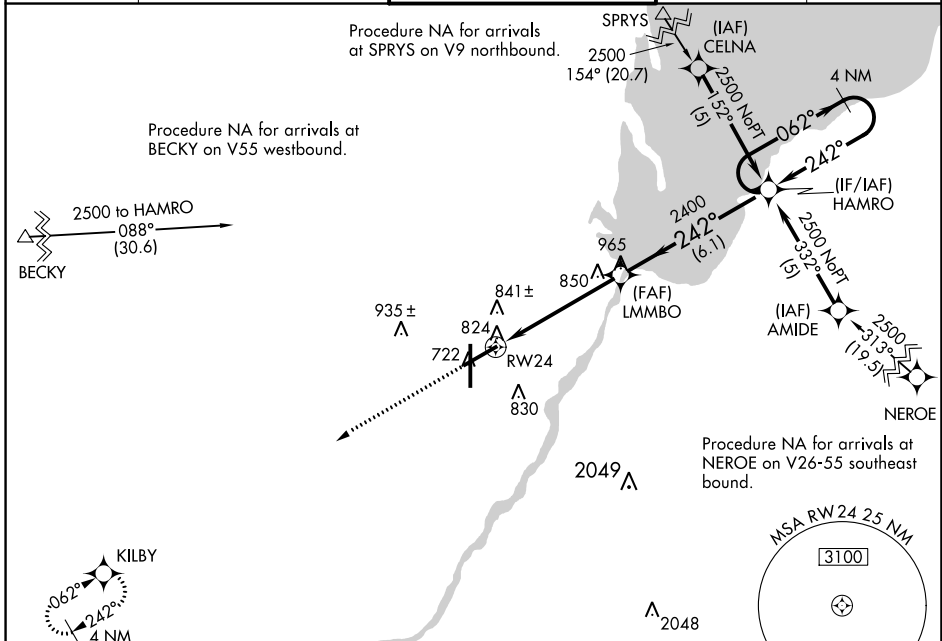 Procedure NA for arrivals
at SPRYS on V9 northbound.
SPRYS
2500
154° (20.7)
(IAF)
CELNA
2500 NoPT
152°
(5)
4 NM
062°
242°
Procedure NA for arrivals at
BECKY on V55 westbound.
(IF/IAF)
HAMRO
2500 to HAMRO
088°
(30.6)
BECKY
2400
242°
(6.1)
965
850
(FAF)
LMMBO
2500 NoPT
332°
(5)
(IAF)
AMIDE
2500
313°
(19.5)
NEROE
935 ±
841 ±
824
722
RW24
830
Procedure NA for arrivals at
NEROE on V26-55 southeast
bound.
2049
MSA RW24 25 NM
3100
KILBY
062°
242°
4 NM
2048